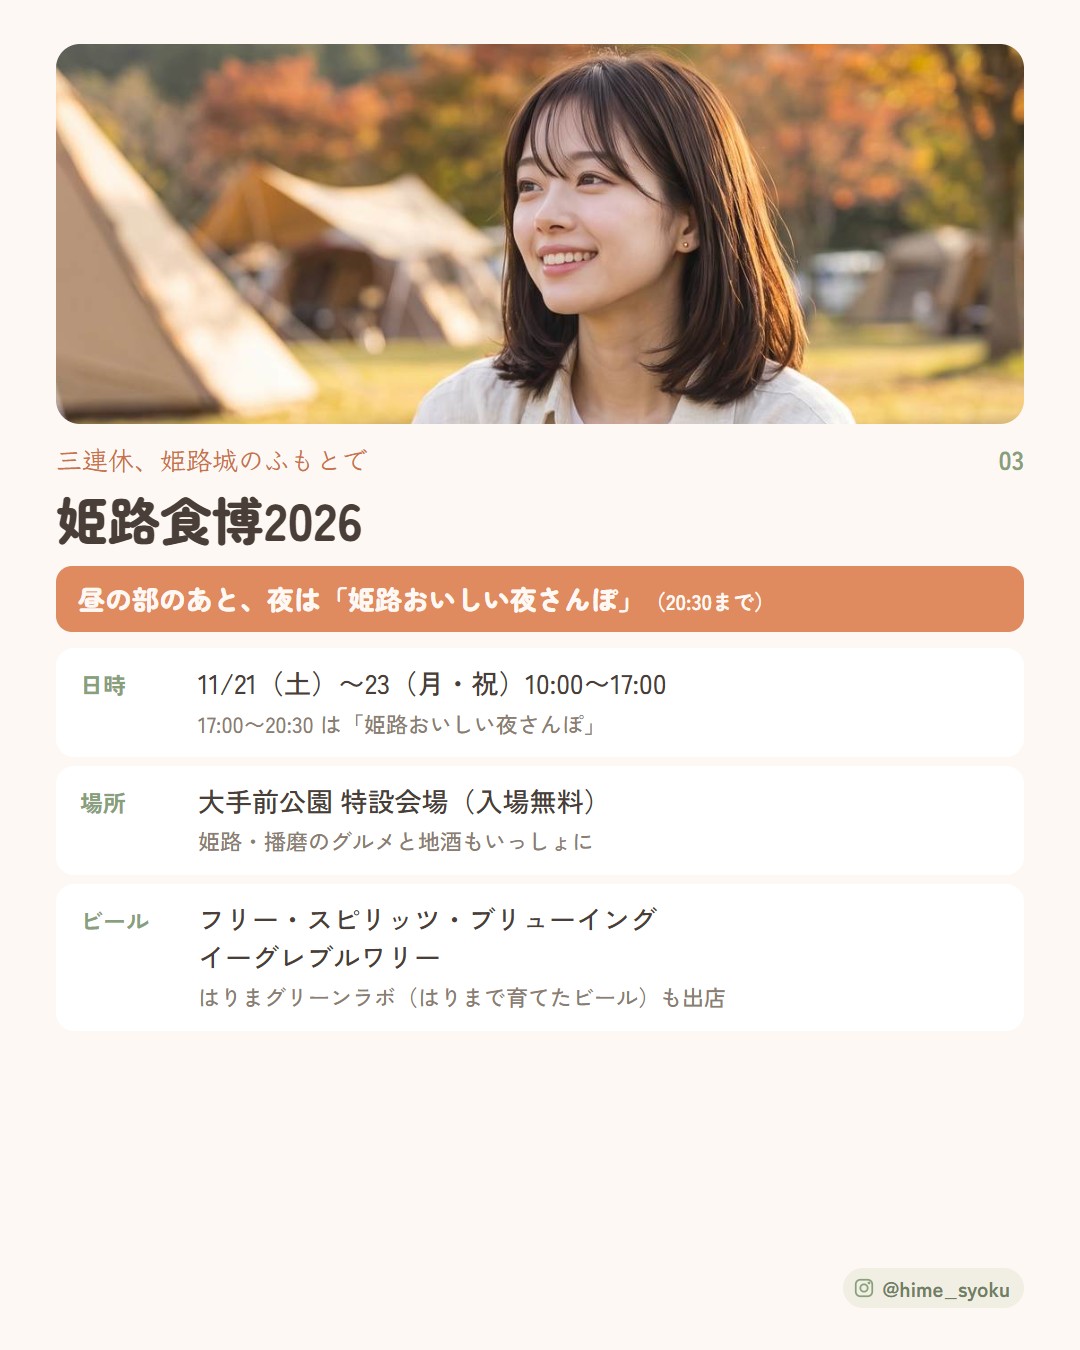 三連休、姫路城のふもとで
03
姫路食博2026
昼の部のあと、夜は「姫路おいしい夜さんぽ」（20:30まで）
日時
11/21（土）〜23（月・祝）10:00〜17:00
17:00〜20:30 は「姫路おいしい夜さんぽ」
場所
大手前公園 特設会場（入場無料）
姫路・播磨のグルメと地酒もいっしょに
ビール
フリー・スピリッツ・ブリューイング
イーグレブルワリー
はりまグリーンラボ（はりまで育てたビール）も出店
@hime_syoku